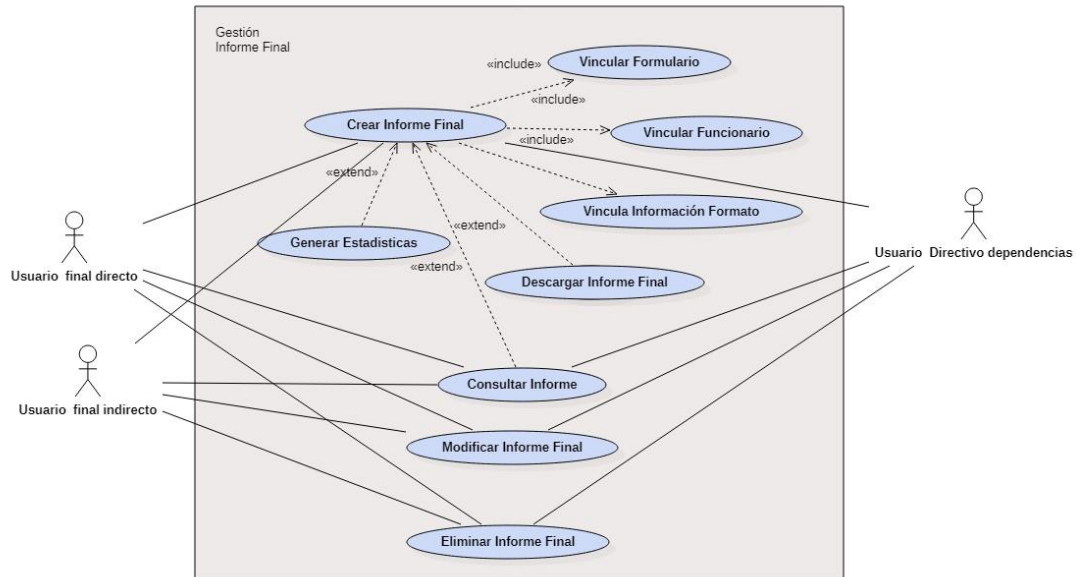 Gestión
Informe Final
«include»
Vincular Formulario
«include»
Crear Informe Final
Vincular Funcionario
«include»
«extend»
Vincula Información Formato
«extend»
Generar Estadisticas
Usuario Directivo dependencias
«extend»
Usuario final directo
Descargar Informe Final
Consultar Informe
Usuario final indirecto
Modificar Informe Final
Eliminar Informe Final